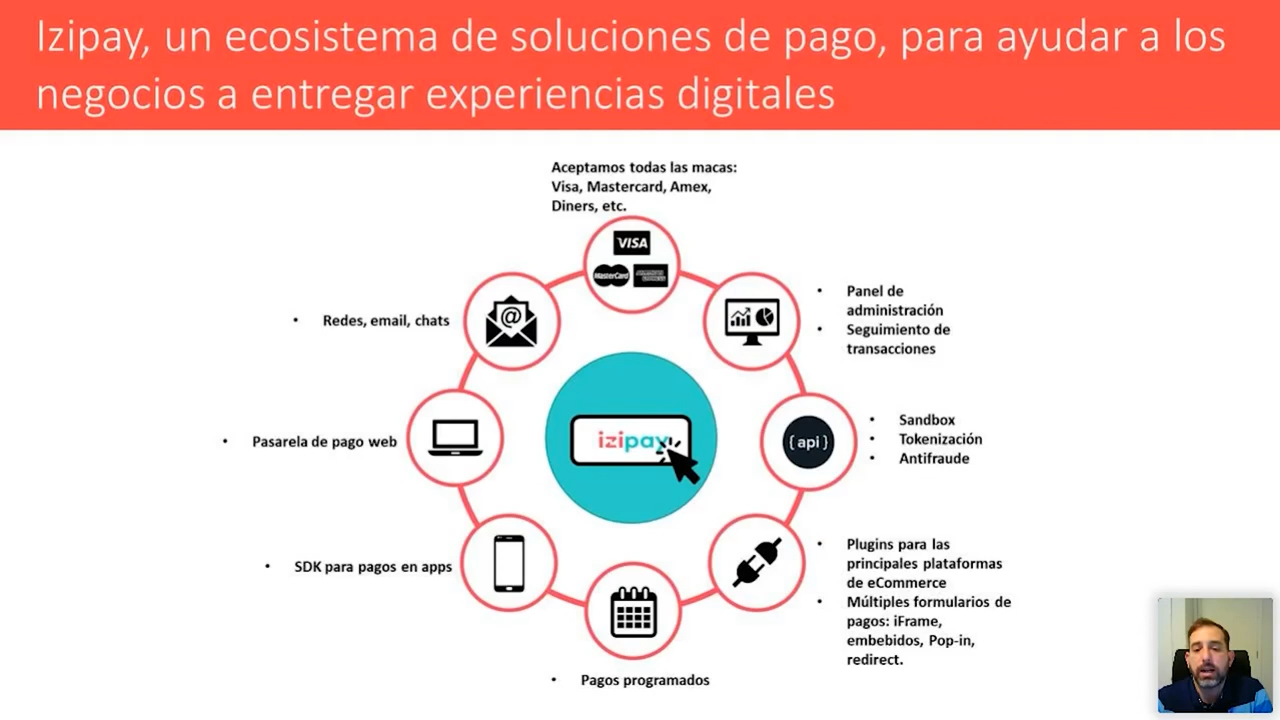 Izipay, un ecosistema de soluciones de pago, para ayudar a los
negocios a entregar experiencias digitales
Aceptamos todas las macas:
Visa, Mastercard, Amex,
Diners, etc.
VISA
MasterCard
AMERICAN
EXPRESS
• Panel de
administración
• Seguimiento de
transacciones
• Redes, email, chats
@
• Sandbox
• Tokenización
• Antifraude
{api}
• Pasarela de pago web
izipay
• Plugins para las
principales plataformas
de eCommerce
• Múltiples formularios de
pagos: iFrame,
embebidos, Pop-in,
redirect.
• SDK para pagos en apps
• Pagos programados